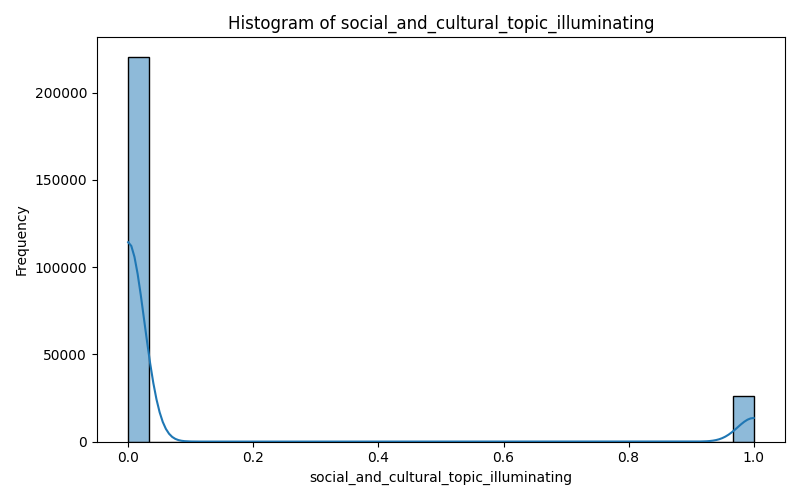 Histogram of social_and_cultural_topic_illuminating
Frequency
200000
150000
100000
50000
0
0.0 0.2 0.4 0.6 0.8 1.0
social_and_cultural_topic_illuminating